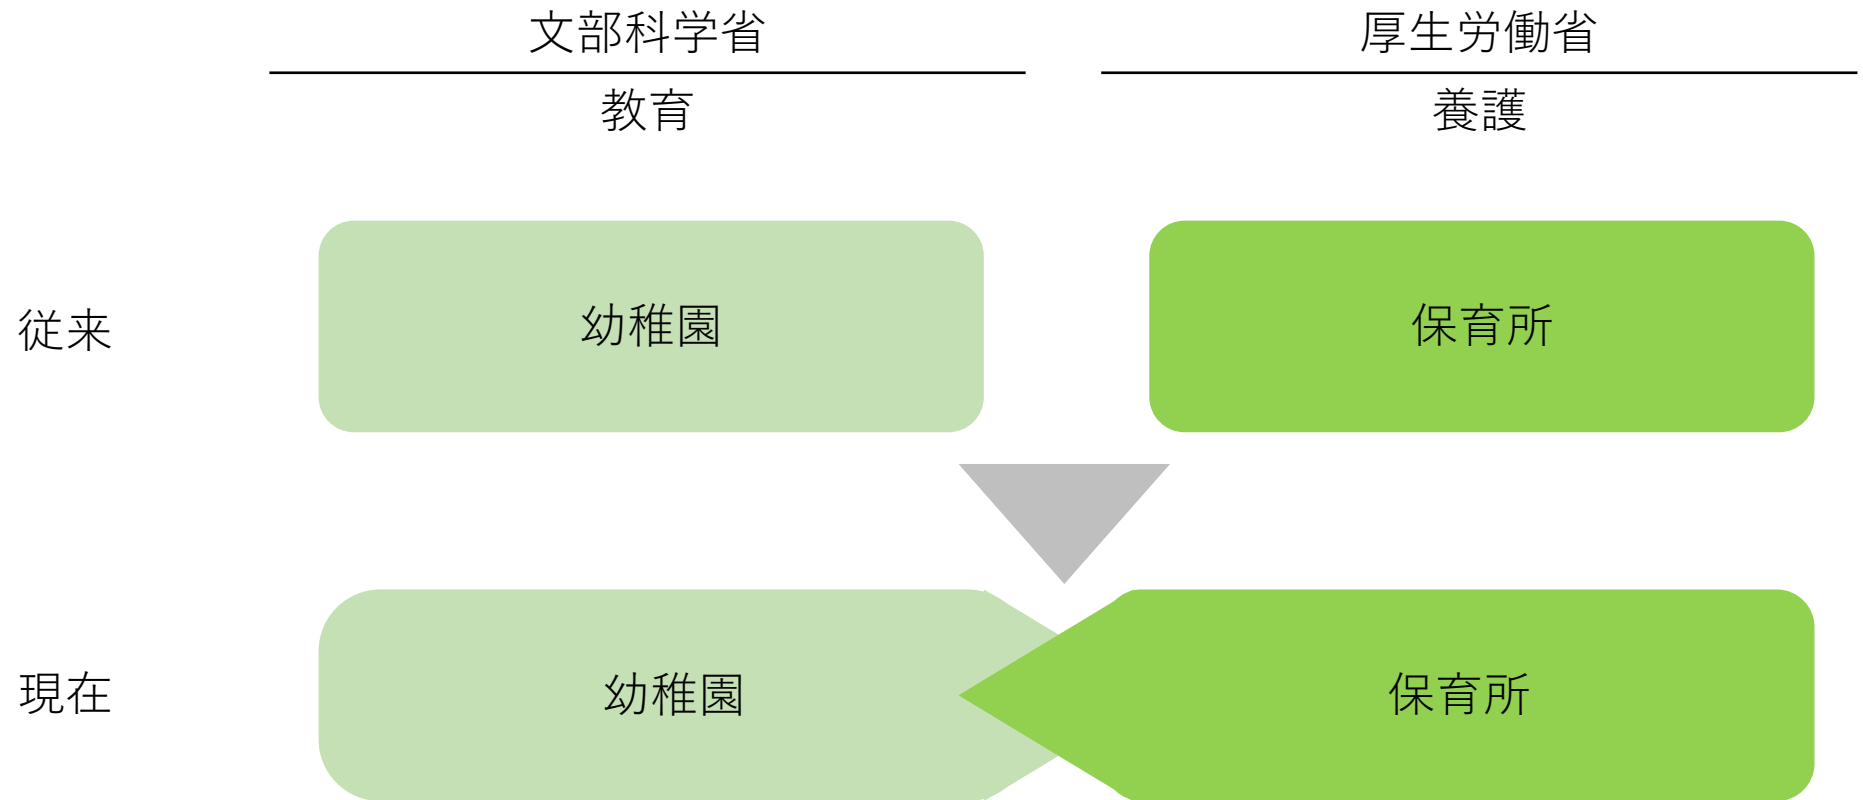 文部科学省
厚生労働省
教育
養護
従来
幼稚園
保育所
現在
幼稚園
保育所